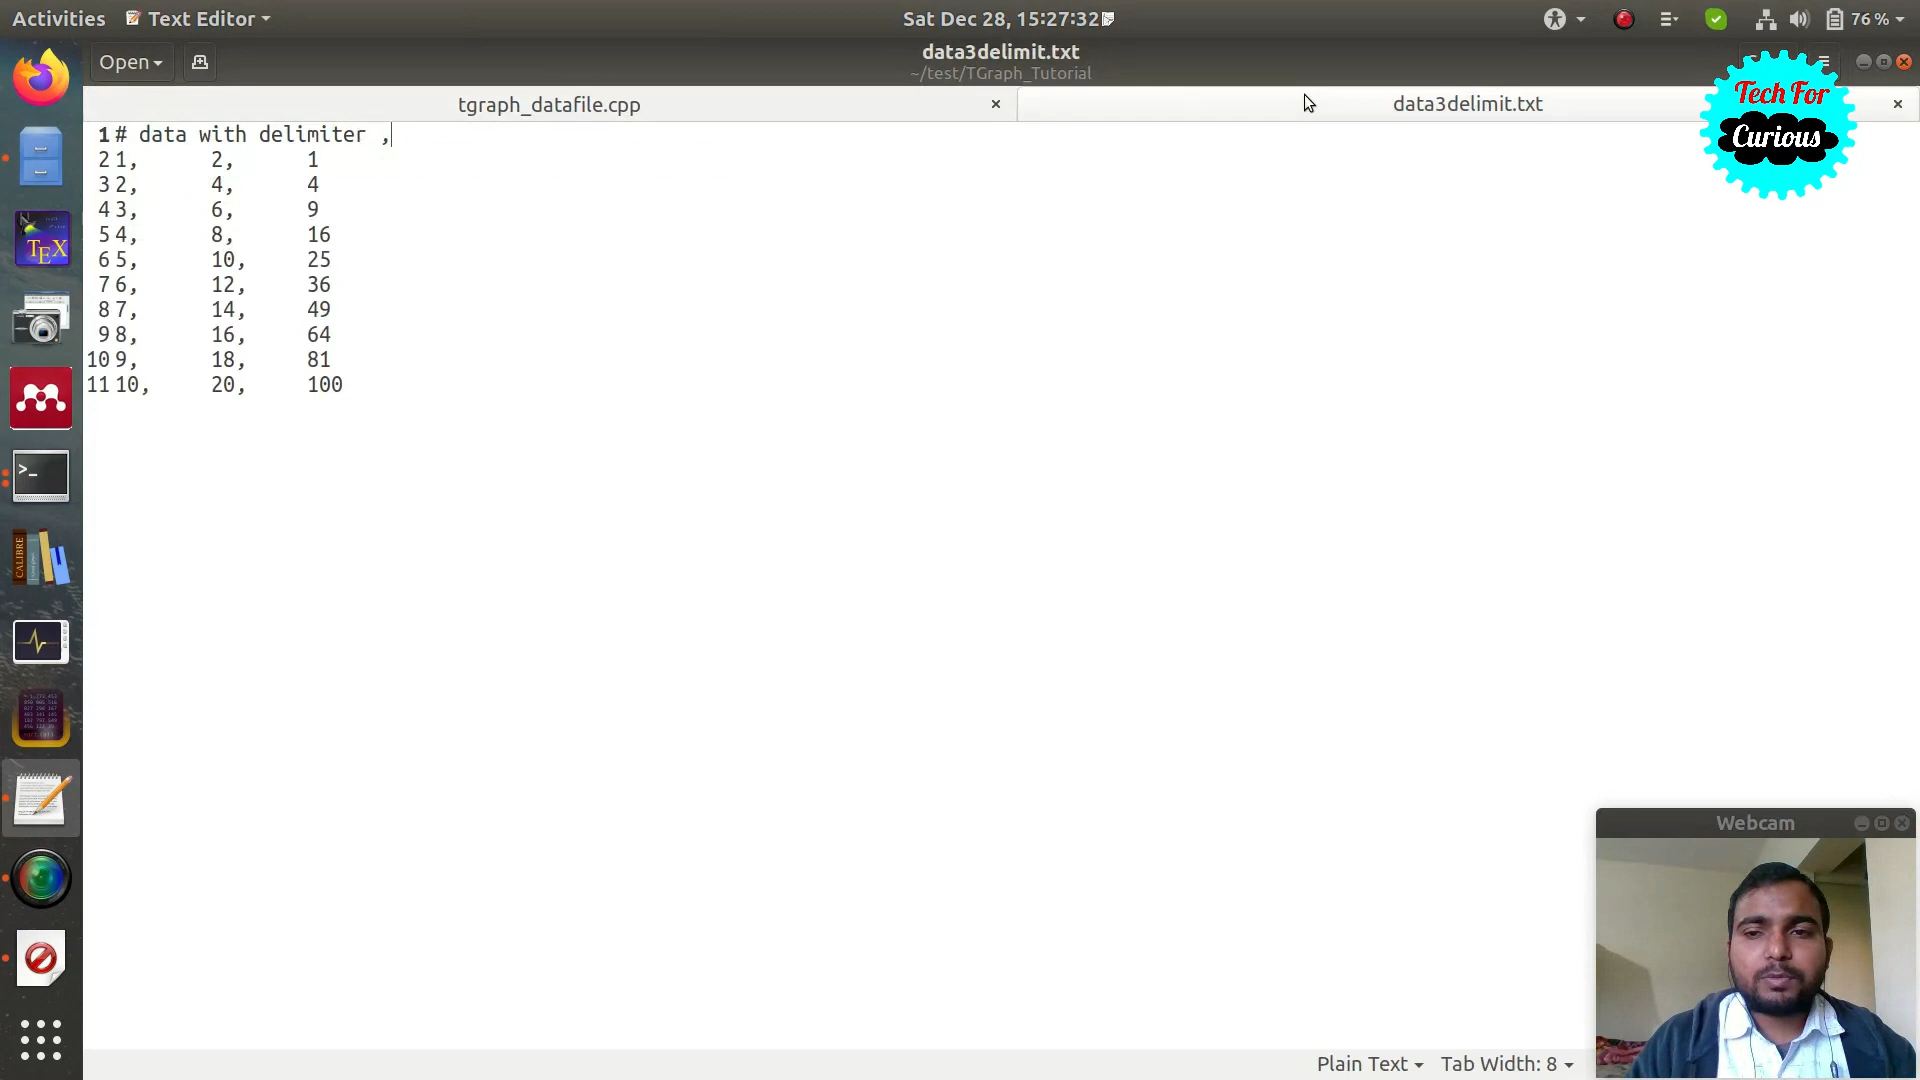 Activities Text Editor Sat Dec 28, 15:27:32 76 %
Open data3delimit.txt
~/test/TGraph_Tutorial
tgraph_datafile.cpp data3delimit.txt
Tech For
Curious
1 # data with delimiter ,
2 1, 2, 1
3 2, 4, 4
4 3, 6, 9
5 4, 8, 16
6 5, 10, 25
7 6, 12, 36
8 7, 14, 49
9 8, 16, 64
10 9, 18, 81
11 10, 20, 100
TEX
>_
CALIBRE
Webcam
Plain Text Tab Width: 8